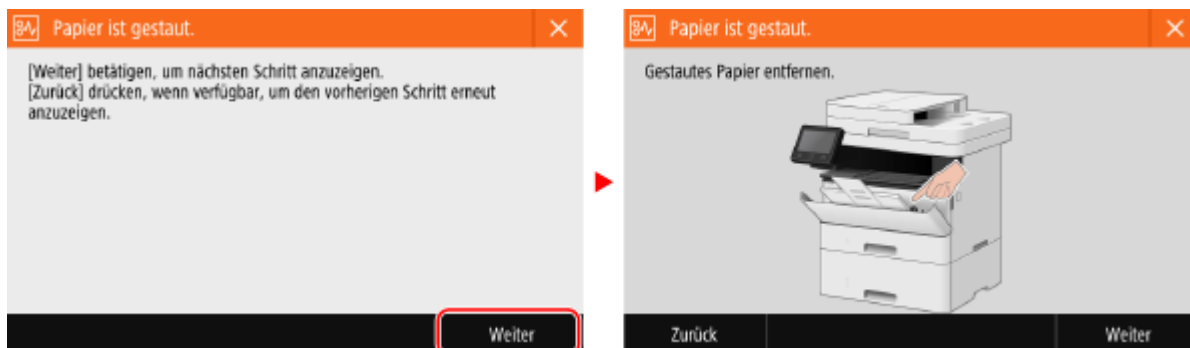 Papier ist gestaut.
[Weiter] betätigen, um nächsten Schritt anzuzeigen.
[Zurück] drücken, wenn verfügbar, um den vorherigen Schritt erneut
anzuzeigen.
Weiter
Papier ist gestaut.
Gestautes Papier entfernen.
Zurück
Weiter